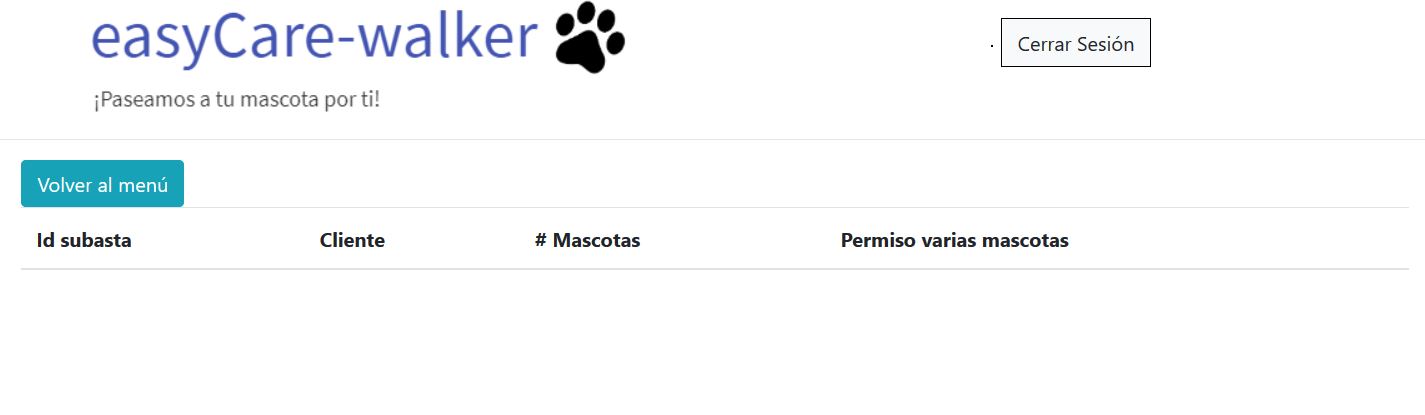 easyCare-walker
· Cerrar Sesión
¡Paseamos a tu mascota por ti!
Volver al menú
Id subasta Cliente # Mascotas Permiso varias mascotas